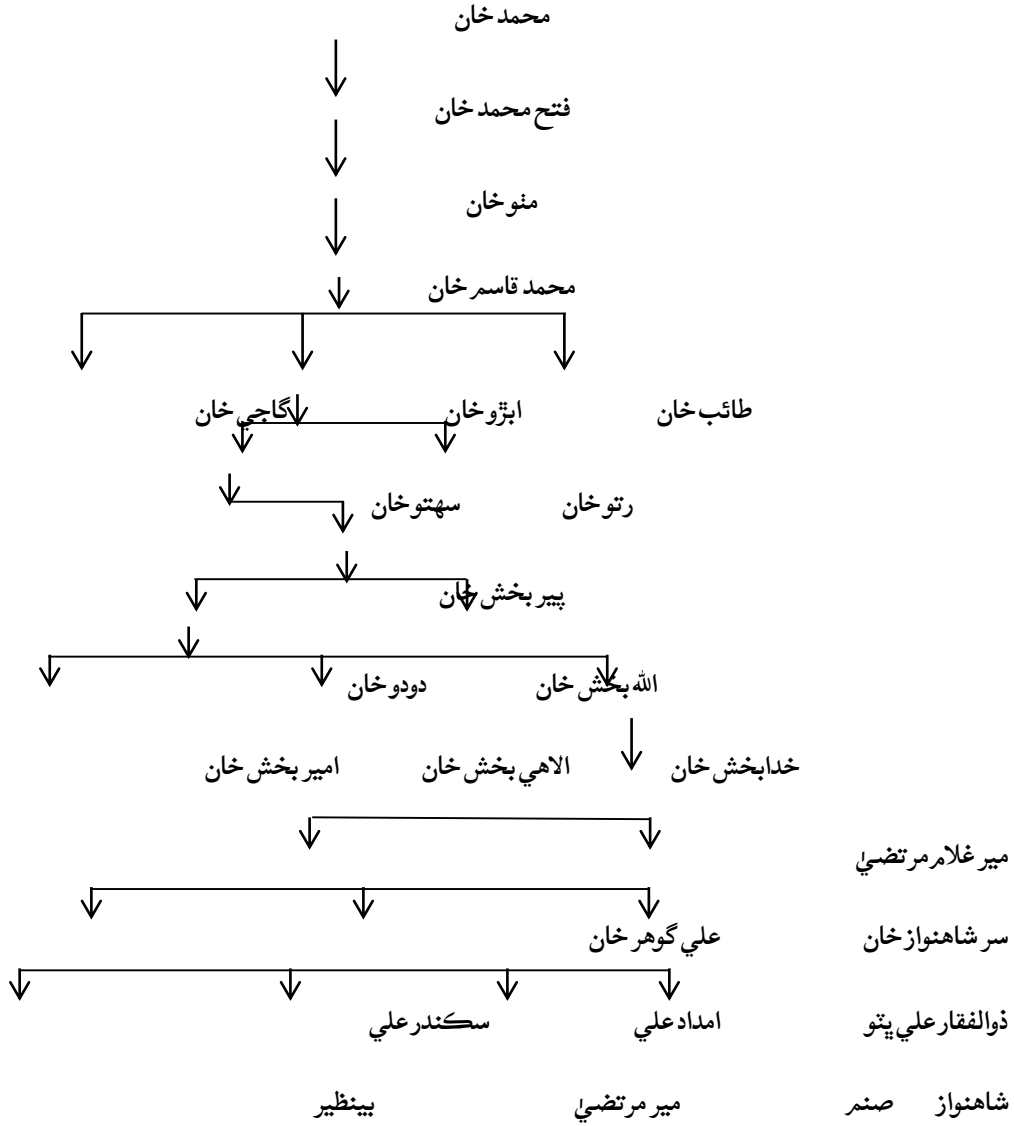 محمد خان
فتح محمد خان
مٺو خان
محمد قاسم خان
طائب خان ابڙو خان گاجي خان
رتو خان سهتو خان
پير بخش خان
الله بخش خان دودو خان
خدابخش خان الاهي بخش خان امير بخش خان
مير غلام مرتضيٰ
سر شاهنواز خان علي گوهر خان
ذوالفقار علي ڀٽو امداد علي سڪندر علي
شاهنواز صنم مير مرتضيٰ بينظير